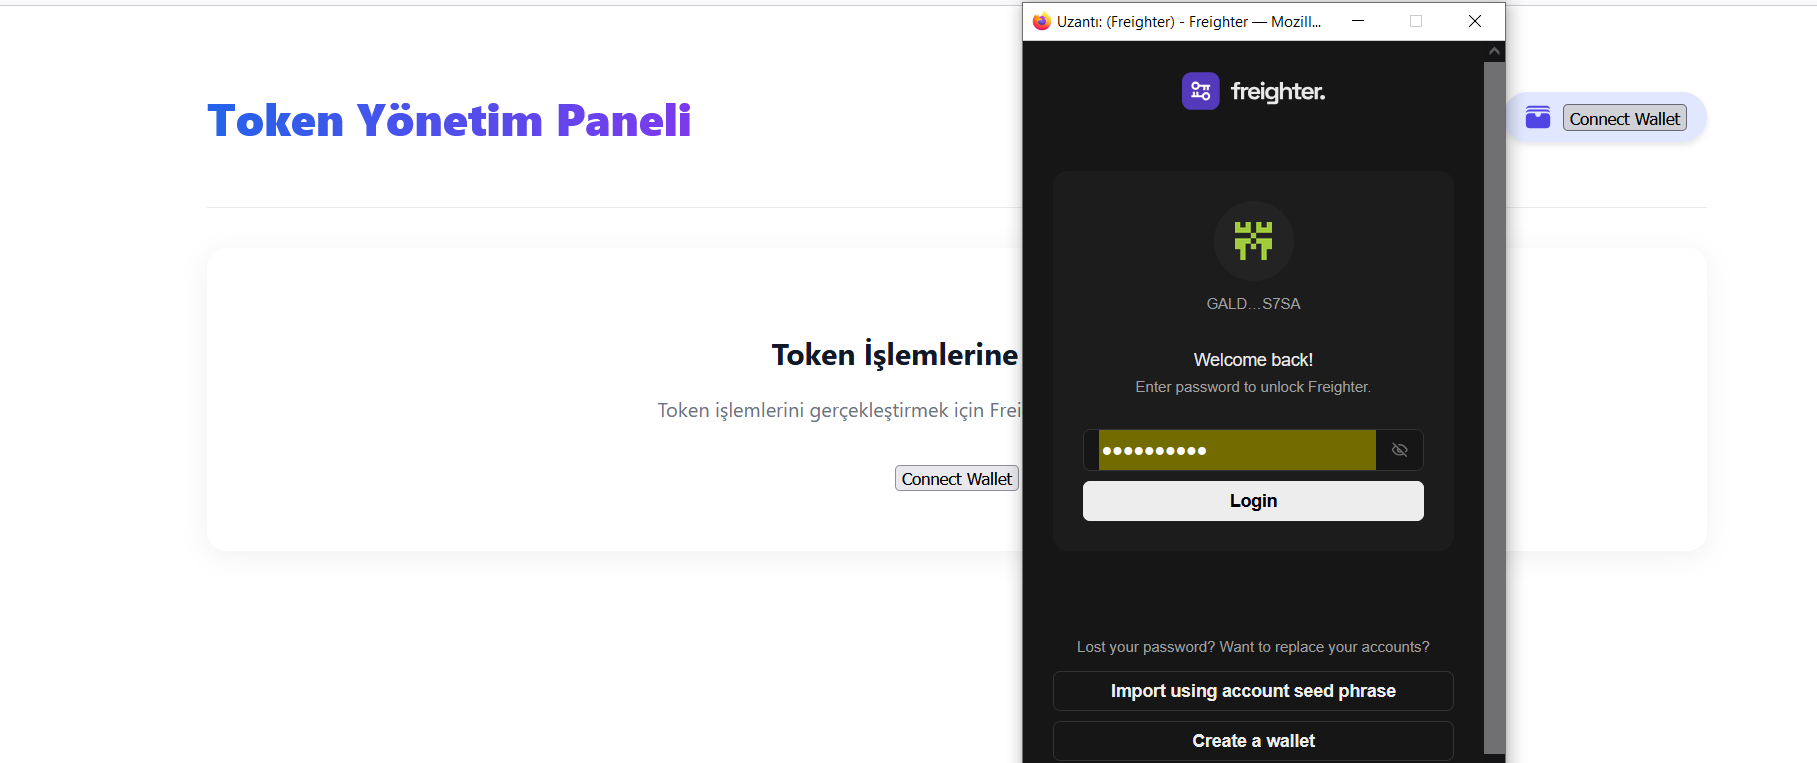 Uzantı: (Freighter) - Freighter — Mozill...
freighter.
Token Yönetim Paneli
Connect Wallet
GALD...S7SA
Token İşlemlerine
Welcome back!
Enter password to unlock Freighter.
Token işlemlerini gerçekleştirmek için
Connect Wallet
Login
Lost your password? Want to replace your accounts?
Import using account seed phrase
Create a wallet